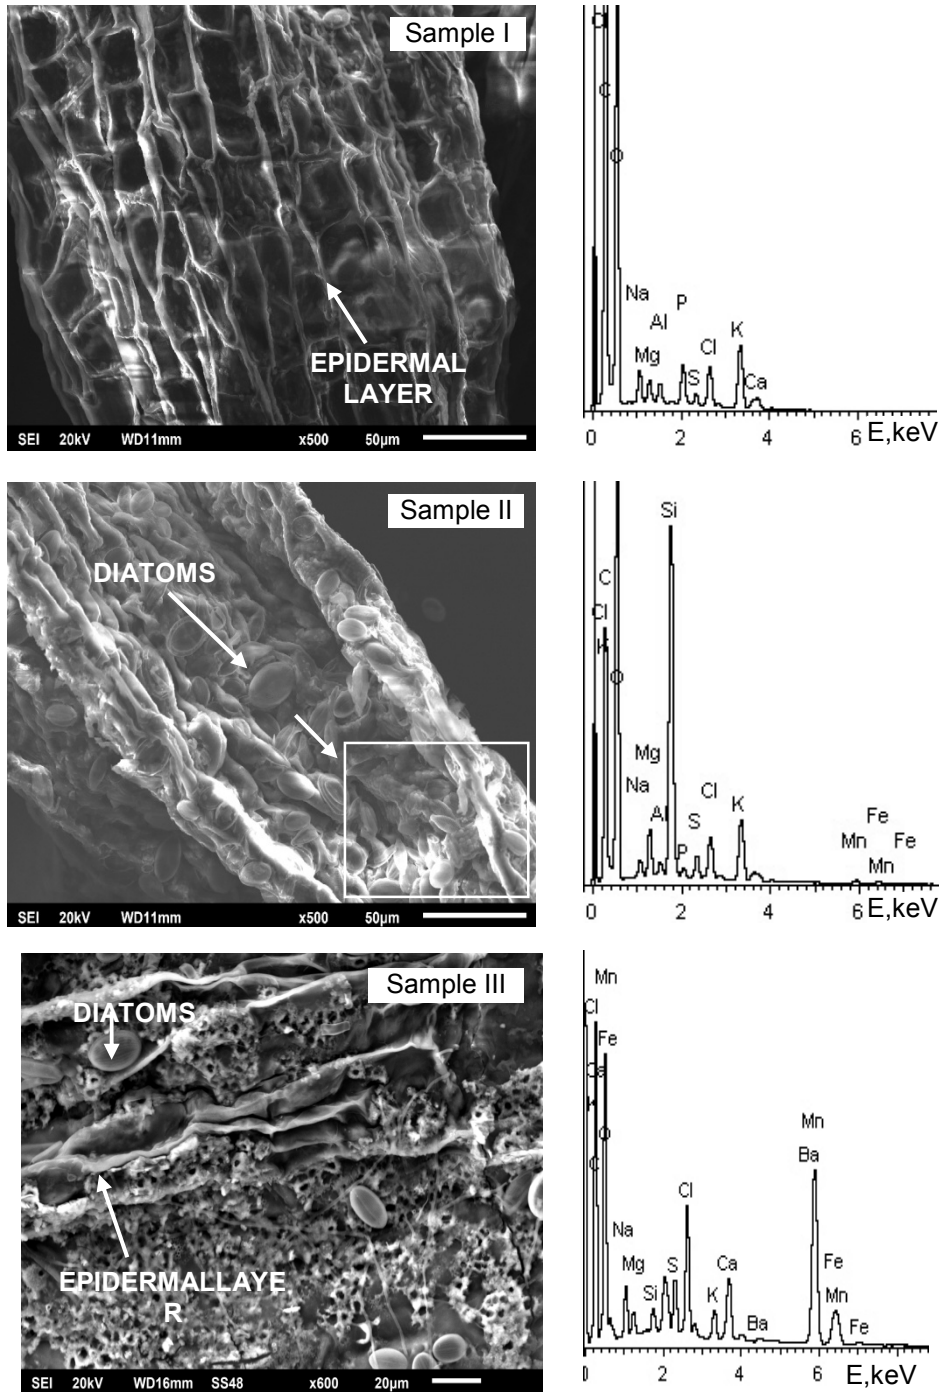 Sample I
EPIDERMAL
LAYER
SEI 20kV WD11mm x500 50µm
Cl
C
O
Na
Al
P
Mg
S
Cl
K
Ca
0 2 4 6 E,keV
Sample II
DIATOMS
SEI 20kV WD11mm x500 50µm
Si
C
Cl
K
O
Mg
Na
Al
P
S
Cl
K
Fe
Mn
Fe
Mn
0 2 4 6 E,keV
Sample III
DIATOMS
EPIDERMALLAYE
R
SEI 20kV WD16mm SS48 x600 20µm
Mn
Cl
Fe
Ca
K
O
C
Na
Mg
Si
S
Cl
K
Ca
Ba
Mn
Ba
Fe
Mn
Fe
0 2 4 6 E,keV